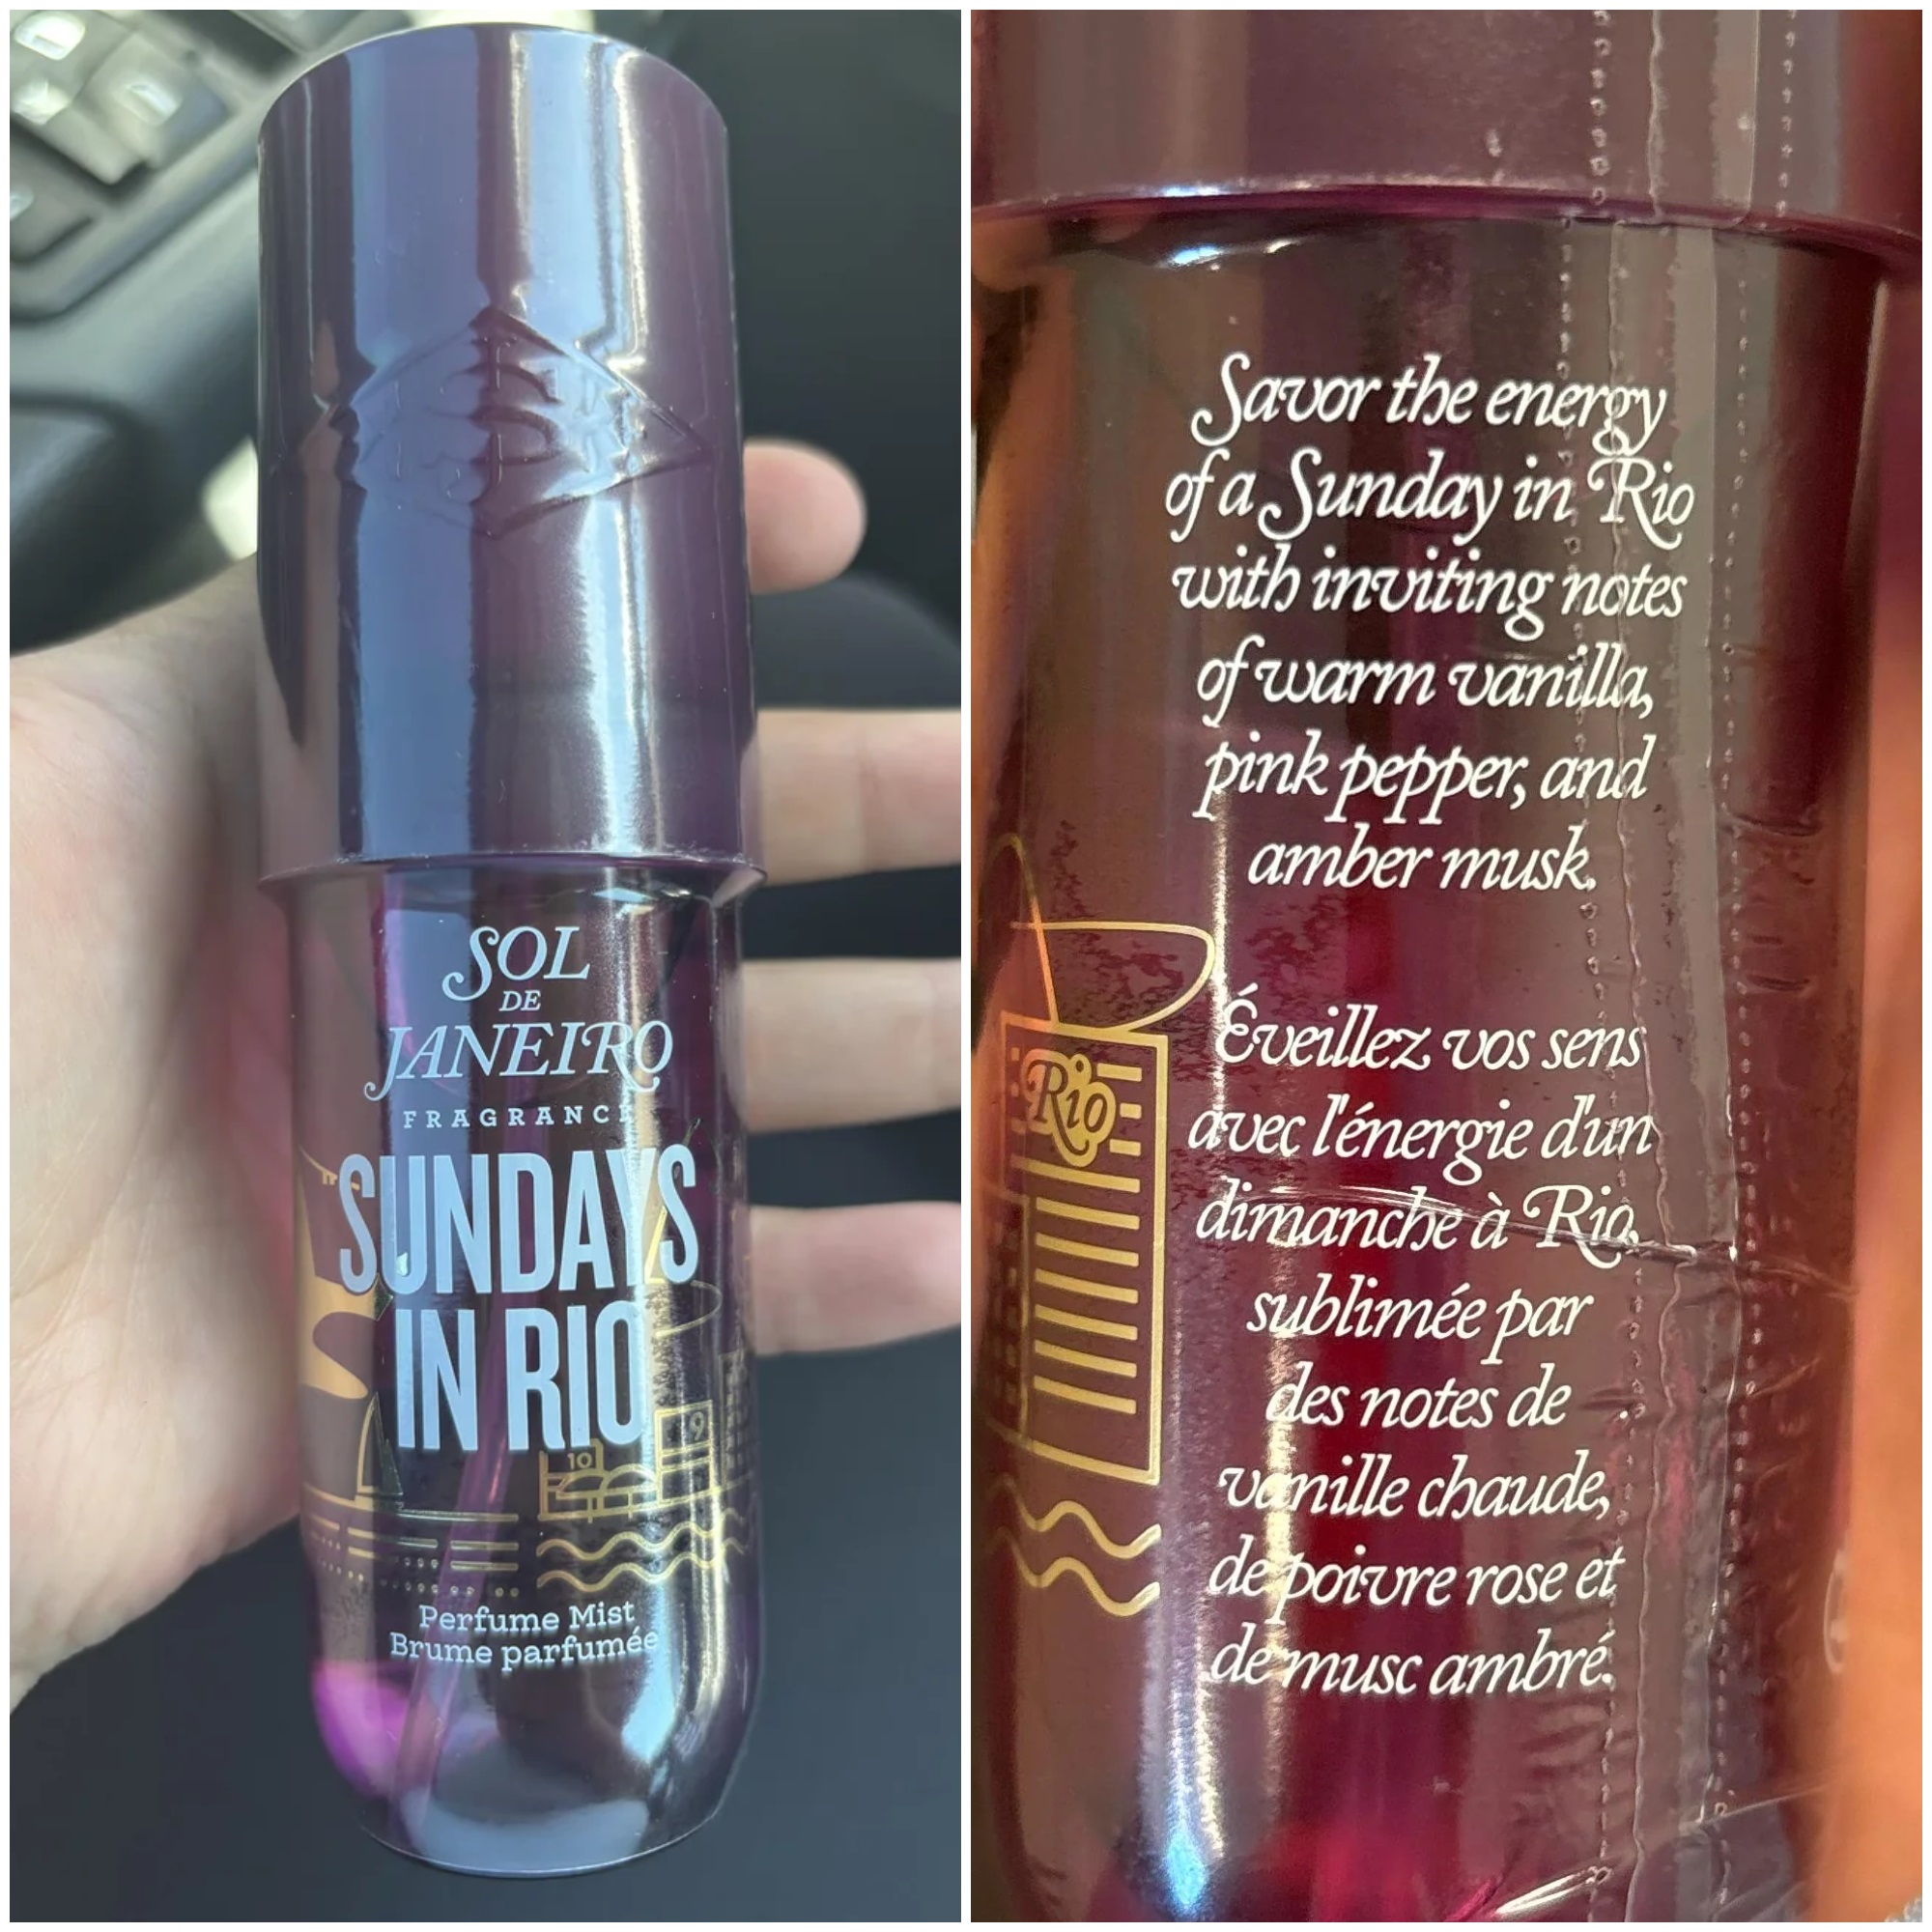 SOL
DE
JANEIRO
FRAGRANCE
SUNDAYS
IN RIO
10
9
Perfume Mist
Brume parfumée
Savor the energy
of a Sunday in Rio
with inviting notes
of warm vanilla,
pink pepper, and
amber musk.
Rio
Éveillez vos sens
avec l'énergie d'un
dimanche à Rio,
sublimée par
des notes de
vanille chaude,
de poivre rose et
de musc ambré.